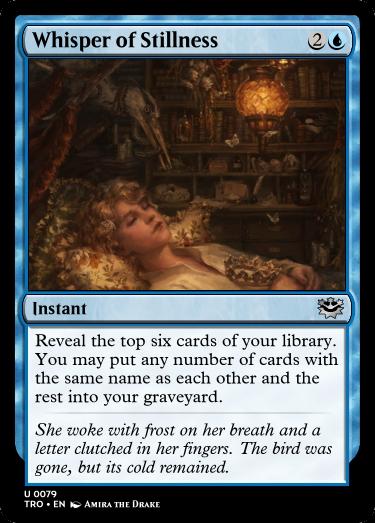 Whisper of Stillness 2
Instant
Reveal the top six cards of your library.
You may put any number of cards with
the same name as each other and the
rest into your graveyard.
She woke with frost on her breath and a
letter clutched in her fingers. The bird was
gone, but its cold remained.
U 0079
TRO • EN Amira the Drake